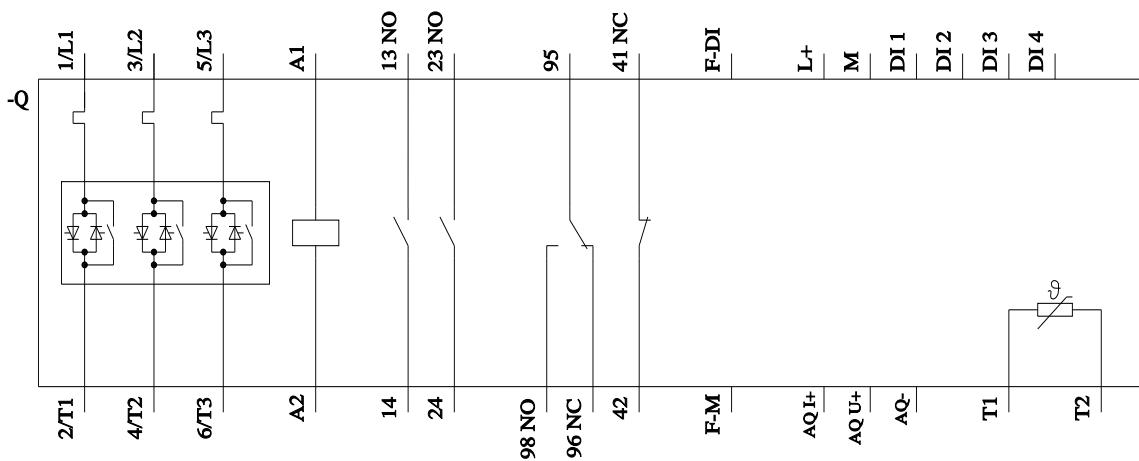 1/L1
3/L2
5/L3
A1
13 NO
23 NO
95
41 NC
F-DI
L+
M
DI 1
DI 2
DI 3
DI 4
-Q
ϑ
2/T1
4/T2
6/T3
A2
14
24
98 NO
96 NC
42
F-M
AQ I+
AQ U+
AQ-
T1
T2